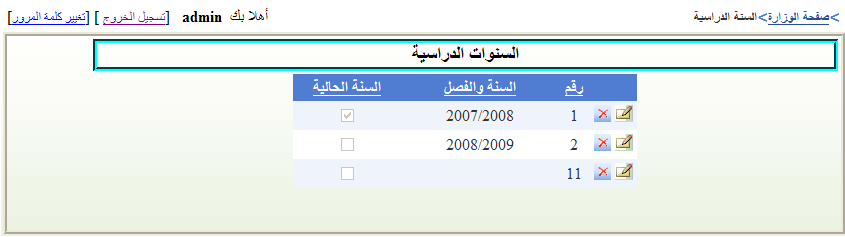 >صفحة الوزارة>السنة الدراسية
أهلا بك admin [تسجيل الخروج ] [تغيير كلمة المرور]
السنوات الدراسية
رقم السنة والفصل السنة الحالية
1 2007/2008
2 2008/2009
11